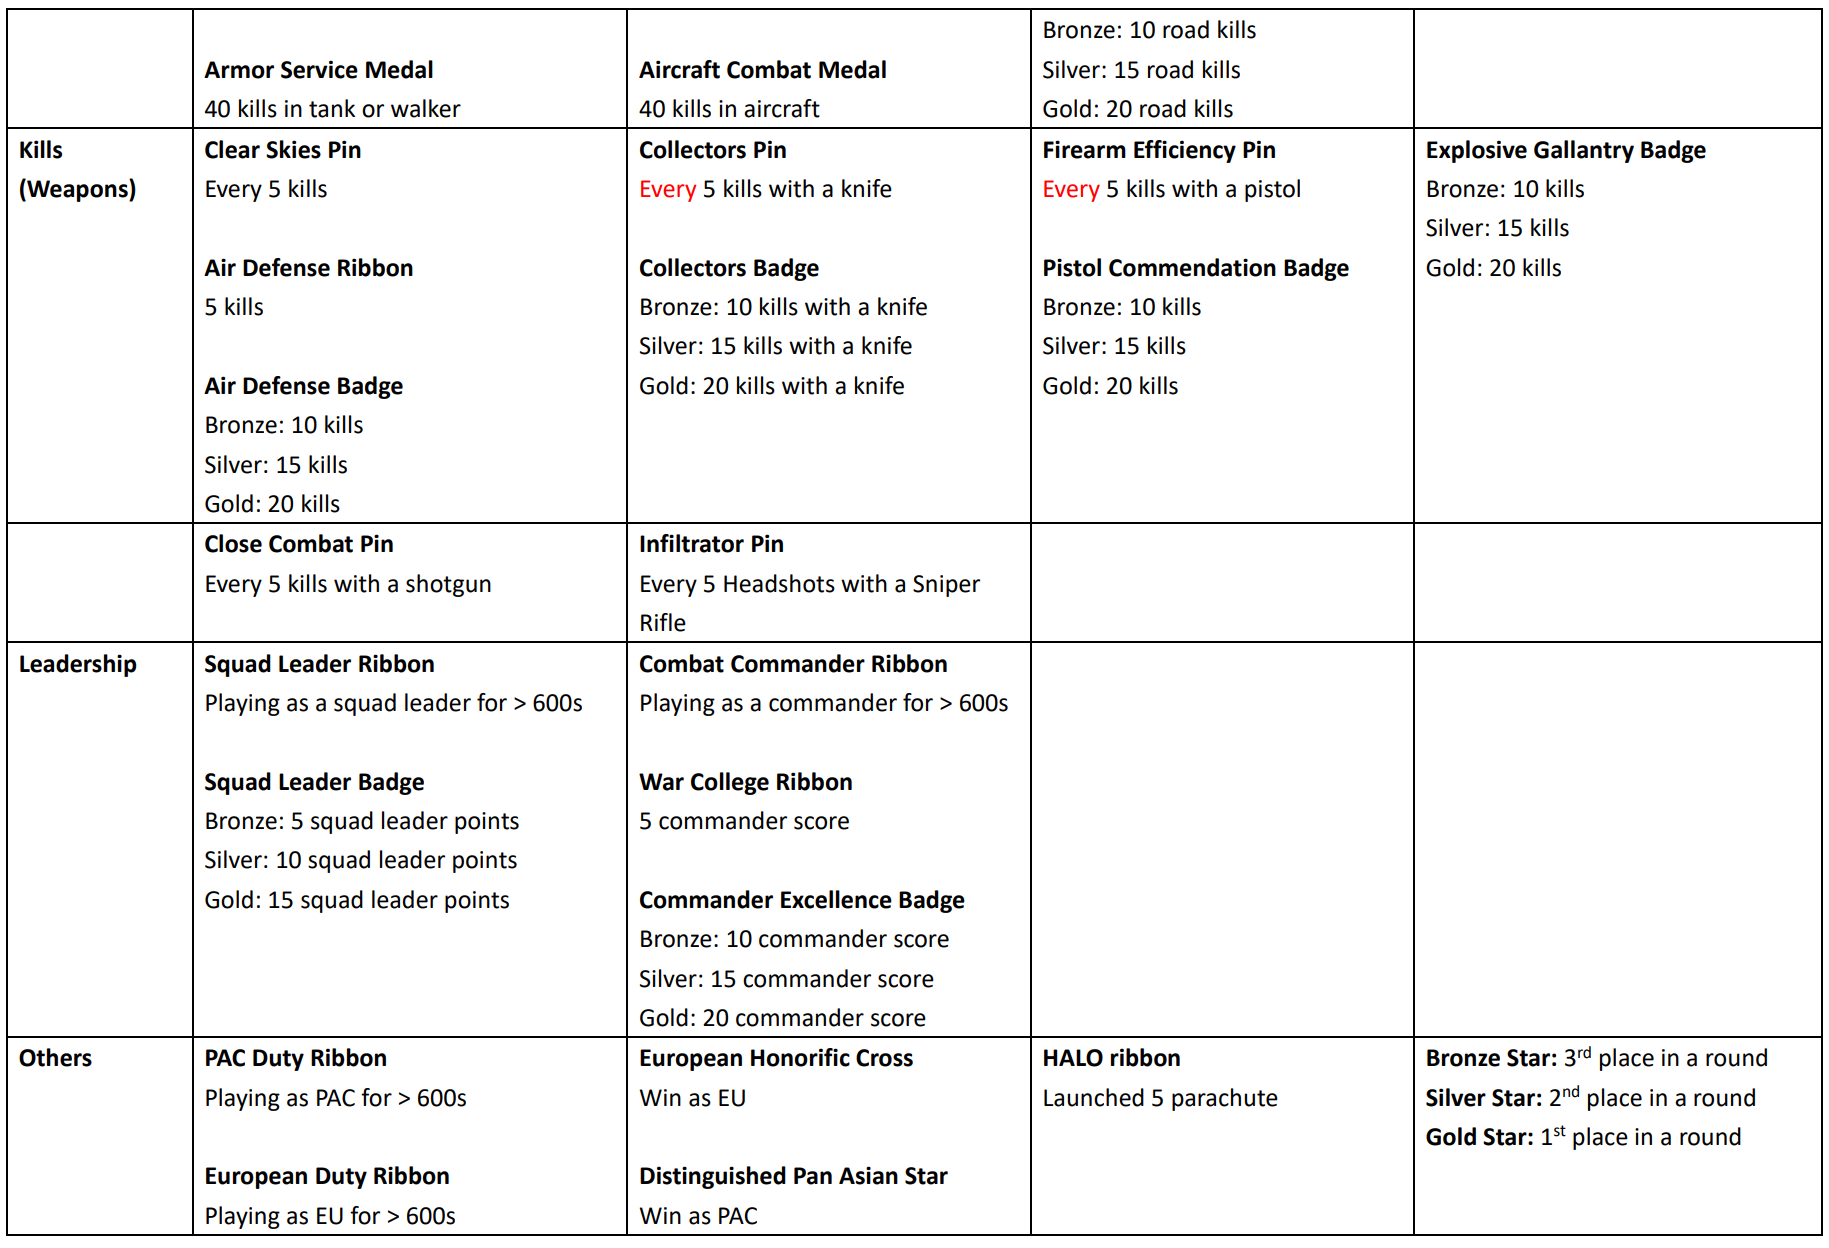 Armor Service Medal
40 kills in tank or walker
Aircraft Combat Medal
40 kills in aircraft
Bronze: 10 road kills
Silver: 15 road kills
Gold: 20 road kills
Kills
(Weapons)
Clear Skies Pin
Every 5 kills
Air Defense Ribbon
5 kills
Air Defense Badge
Bronze: 10 kills
Silver: 15 kills
Gold: 20 kills
Collectors Pin
Every 5 kills with a knife
Collectors Badge
Bronze: 10 kills with a knife
Silver: 15 kills with a knife
Gold: 20 kills with a knife
Firearm Efficiency Pin
Every 5 kills with a pistol
Pistol Commendation Badge
Bronze: 10 kills
Silver: 15 kills
Gold: 20 kills
Explosive Gallantry Badge
Bronze: 10 kills
Silver: 15 kills
Gold: 20 kills
Close Combat Pin
Every 5 kills with a shotgun
Infiltrator Pin
Every 5 Headshots with a Sniper
Rifle
Leadership
Squad Leader Ribbon
Playing as a squad leader for > 600s
Squad Leader Badge
Bronze: 5 squad leader points
Silver: 10 squad leader points
Gold: 15 squad leader points
Combat Commander Ribbon
Playing as a commander for > 600s
War College Ribbon
5 commander score
Commander Excellence Badge
Bronze: 10 commander score
Silver: 15 commander score
Gold: 20 commander score
Others
PAC Duty Ribbon
Playing as PAC for > 600s
European Duty Ribbon
Playing as EU for > 600s
European Honorific Cross
Win as EU
Distinguished Pan Asian Star
Win as PAC
HALO ribbon
Launched 5 parachute
Bronze Star: 3rd place in a round
Silver Star: 2nd place in a round
Gold Star: 1st place in a round